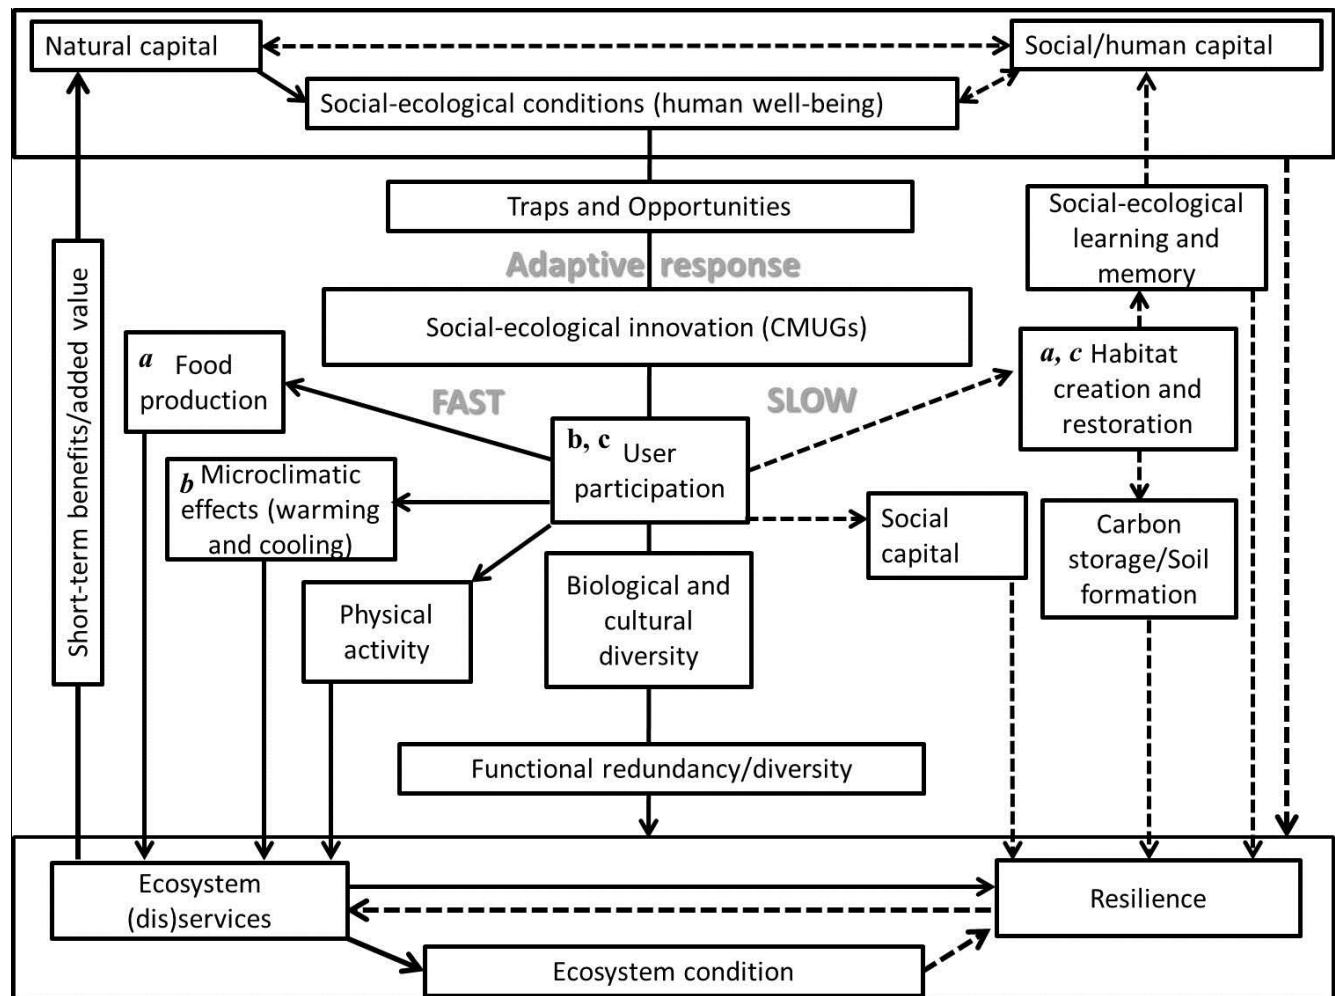 Natural capital
Social/human capital
Social-ecological conditions (human well-being)
Traps and Opportunities
Adaptive response
Social-ecological
learning and
memory
Short-term benefits/added value
Social-ecological innovation (CMUGs)
a Food
production
FAST
SLOW
a, c Habitat
creation and
restoration
b, c User
participation
b Microclimatic
effects (warming
and cooling)
Social
capital
Carbon
storage/Soil
formation
Physical
activity
Biological and
cultural
diversity
Functional redundancy/diversity
Ecosystem
(dis)services
Resilience
Ecosystem condition